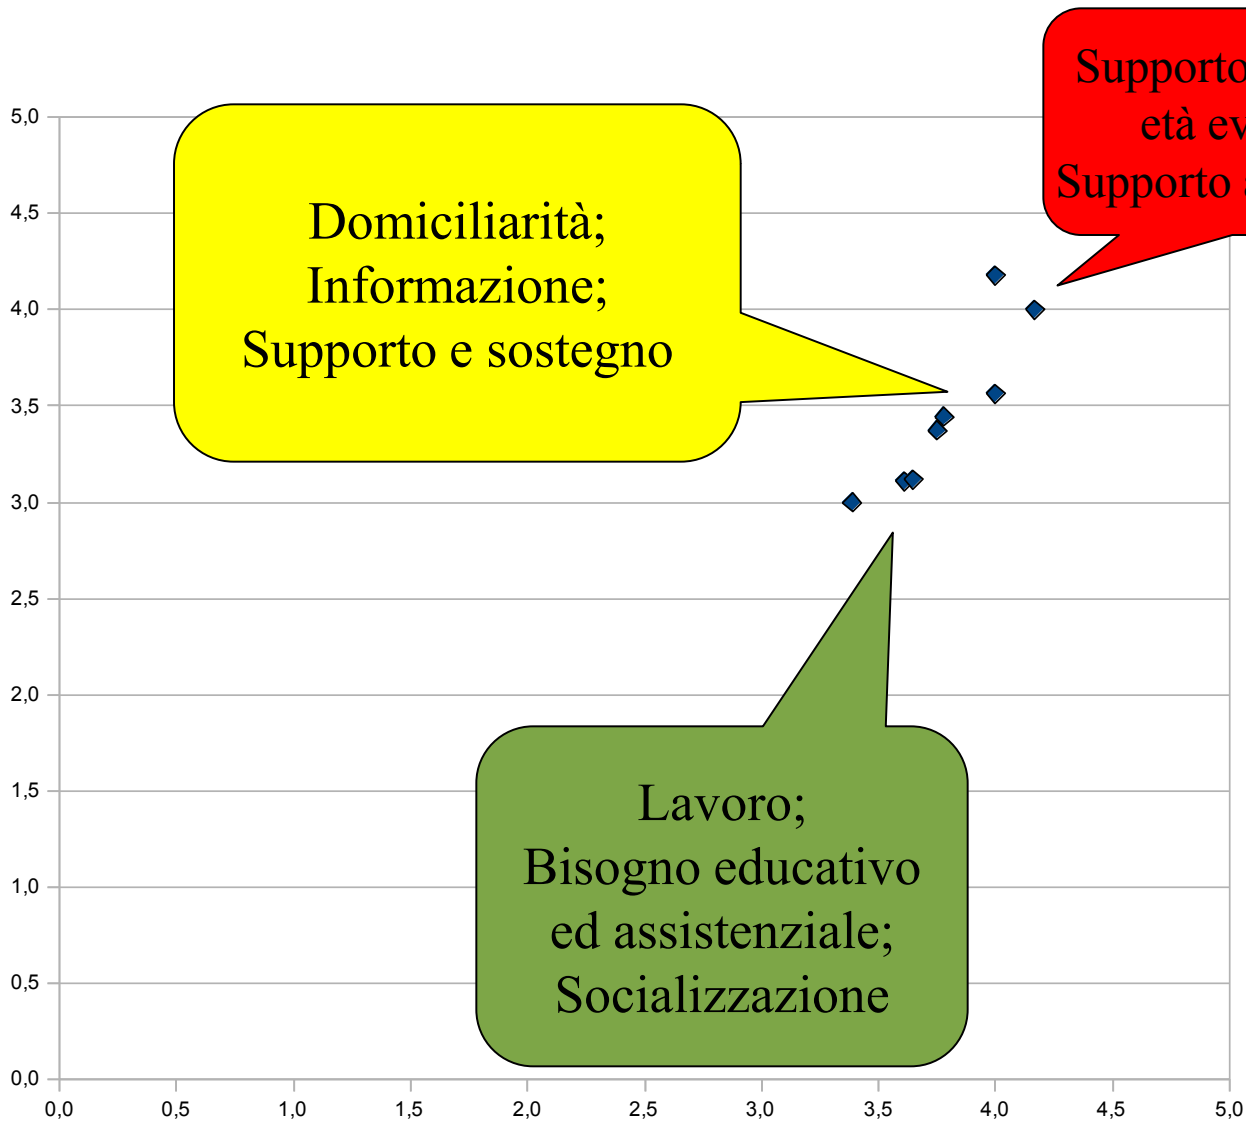 Supporto
età
Supporto
5,0
4,5
4,0
3,5
3,0
2,5
2,0
1,5
1,0
0,5
0,0
Domiciliarità;
Informazione;
Supporto e sostegno
Lavoro;
Bisogno educativo
ed assistenziale;
Socializzazione
0,0 0,5 1,0 1,5 2,0 2,5 3,0 3,5 4,0 4,5 5,0